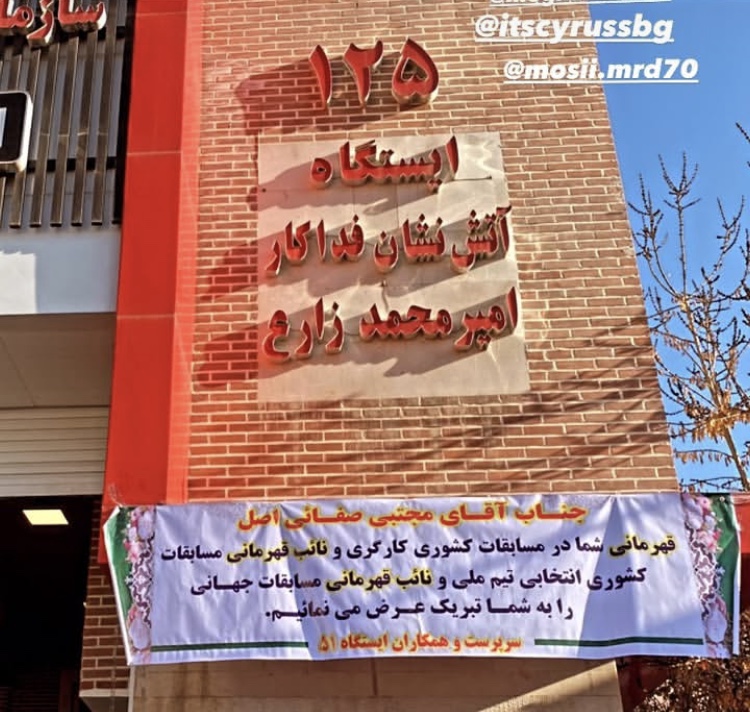 @itscyrussbg
@mosii.mrd70
۱۲۵
ایستگاه
آتش نشان فداکار
امیرمحمد زارع
جناب آقای مجتبی صفائی اصل
قهرمانی شما در مسابقات کشوری کارگری و نائب قهرمانی مسابقات
کشوری انتخابی تیم ملی و نائب قهرمانی مسابقات جهانی
را به شما تبریک عرض می نمائیم.
سرپرست و همکاران ایستگاه ۵۱